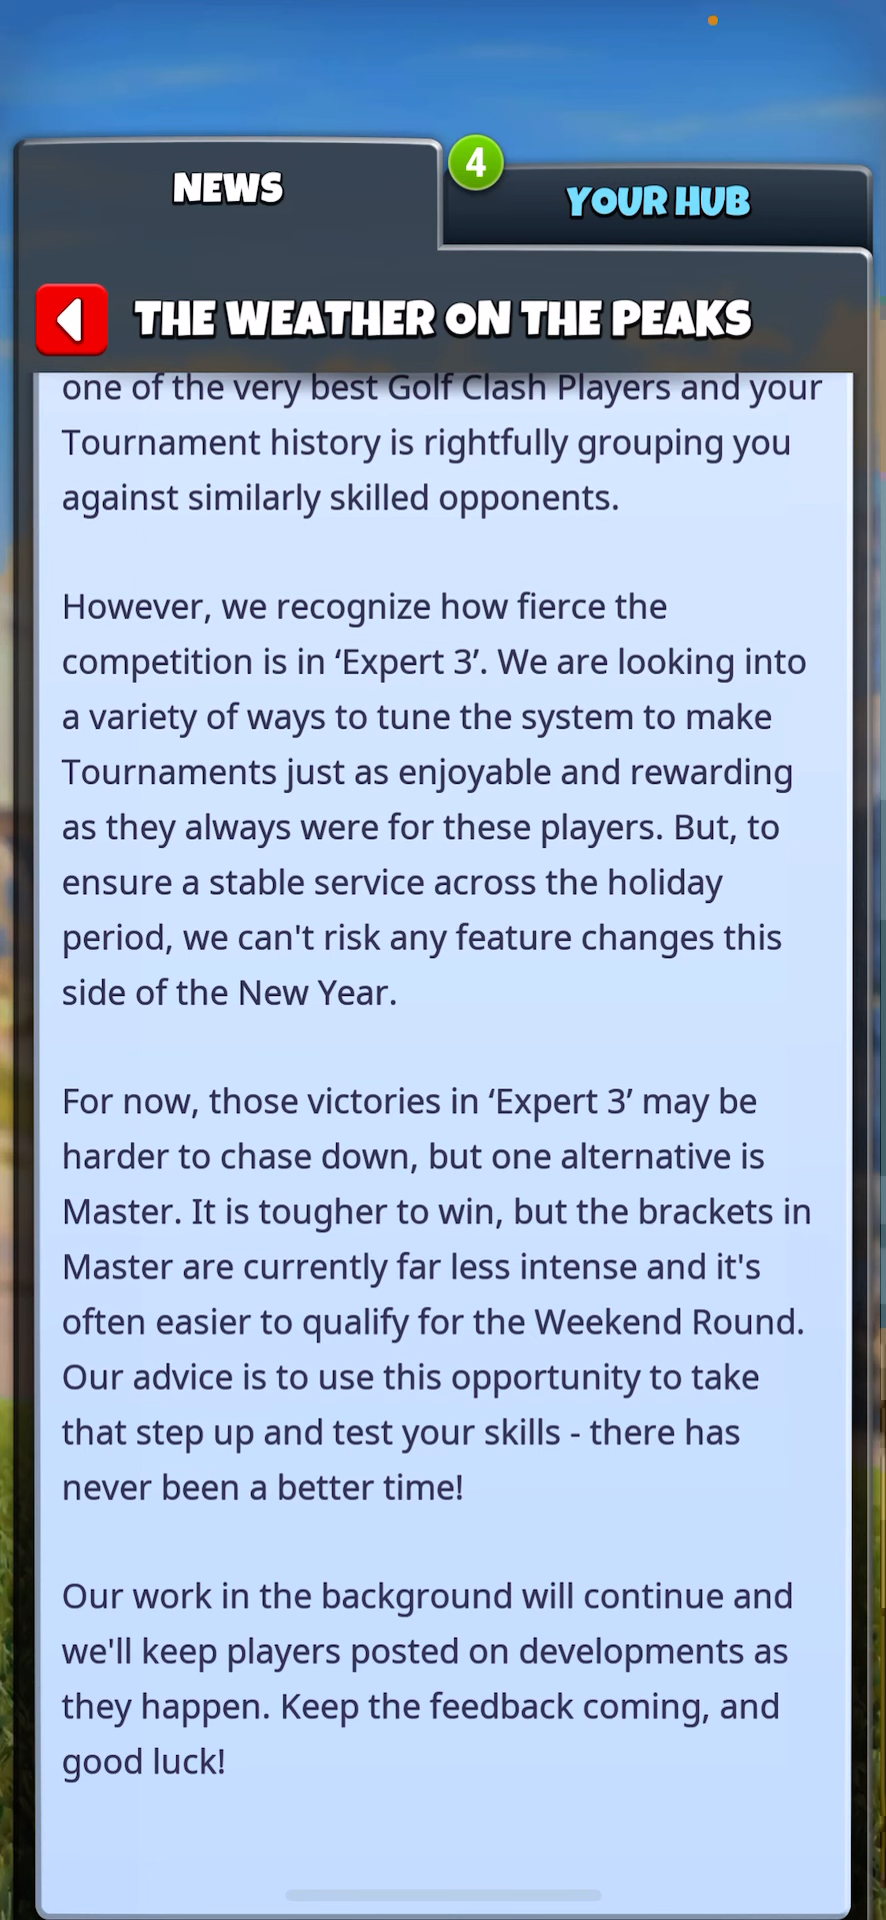 NEWS
4
YOUR HUB
THE WEATHER ON THE PEAKS
one of the very best Golf Clash Players and your
Tournament history is rightfully grouping you
against similarly skilled opponents.
However, we recognize how fierce the
competition is in ‘Expert 3’. We are looking into
a variety of ways to tune the system to make
Tournaments just as enjoyable and rewarding
as they always were for these players. But, to
ensure a stable service across the holiday
period, we can't risk any feature changes this
side of the New Year.
For now, those victories in ‘Expert 3’ may be
harder to chase down, but one alternative is
Master. It is tougher to win, but the brackets in
Master are currently far less intense and it's
often easier to qualify for the Weekend Round.
Our advice is to use this opportunity to take
that step up and test your skills - there has
never been a better time!
Our work in the background will continue and
we'll keep players posted on developments as
they happen. Keep the feedback coming, and
good luck!